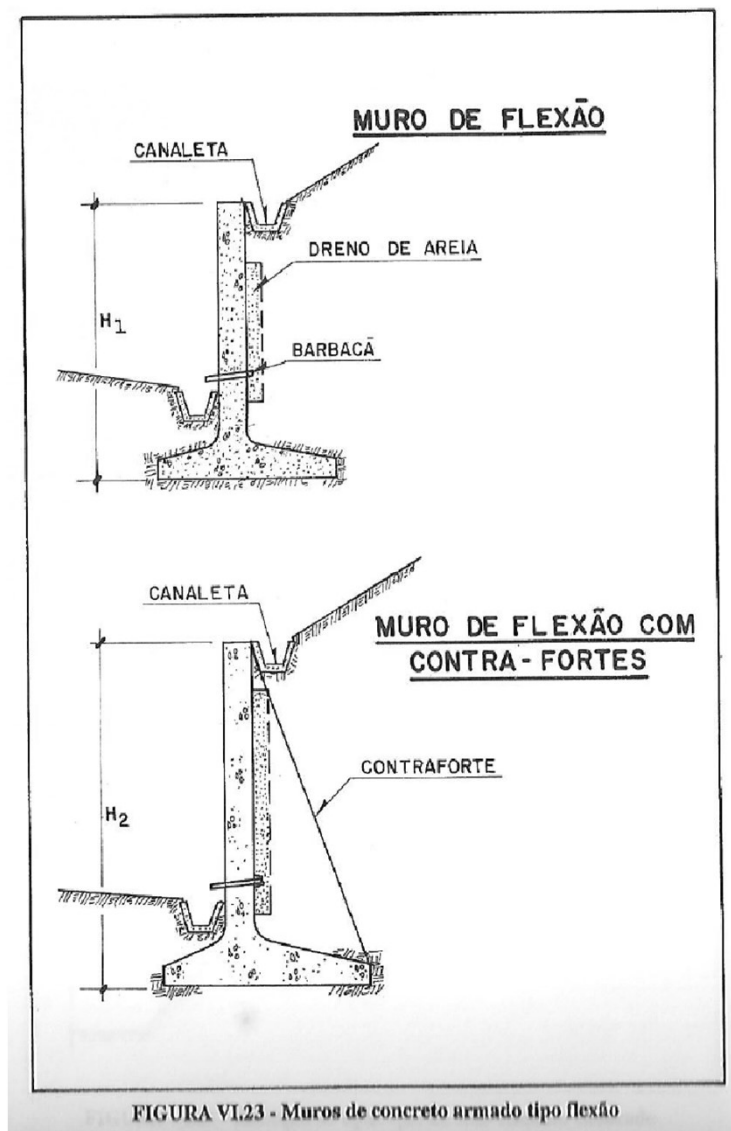 MURO DE FLEXÃO
CANALETA
DRENO DE AREIA
H1
BARBACÃ
CANALETA
MURO DE FLEXÃO COM
CONTRA-FORTES
CONTRAFORTE
H2
FIGURA VI.23 - Muros de concreto armado tipo flexão